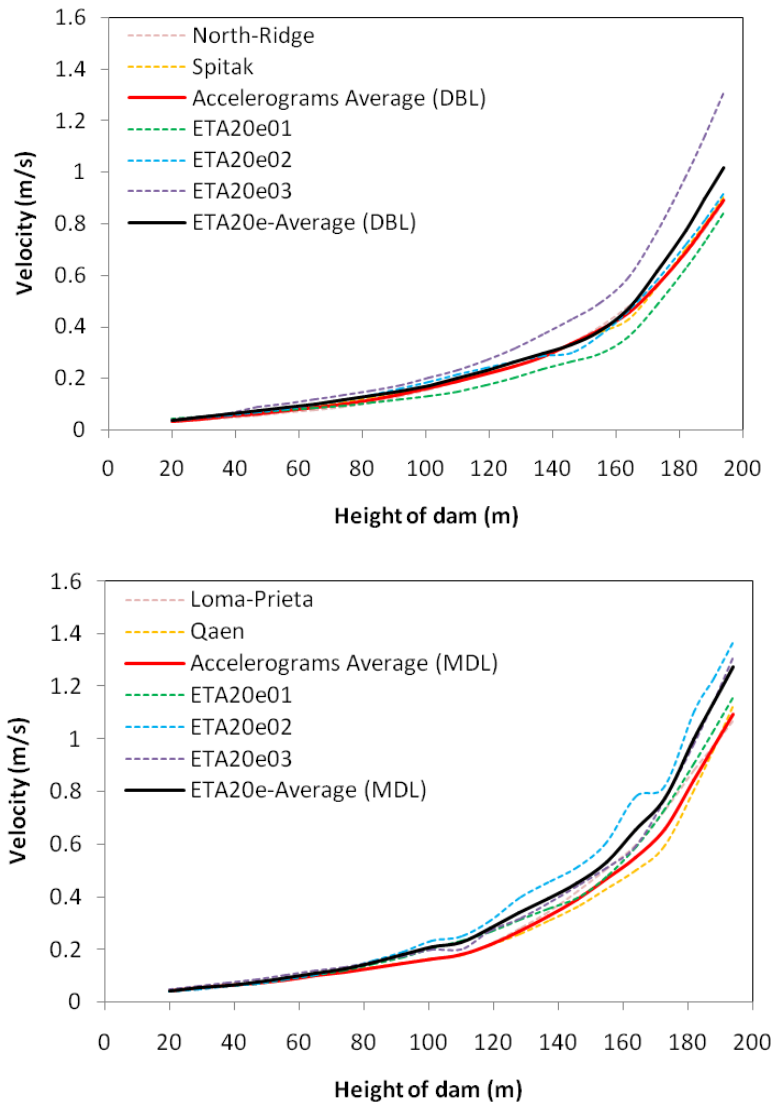 1.6
1.4
1.2
1
0.8
0.6
0.4
0.2
0
Velocity (m/s)
North-Ridge
Spitak
Accelerograms Average (DBL)
ETA20e01
ETA20e02
ETA20e03
ETA20e-Average (DBL)
0 20 40 60 80 100 120 140 160 180 200
Height of dam (m)
1.6
1.4
1.2
1
0.8
0.6
0.4
0.2
0
Velocity (m/s)
Loma-Prieta
Qaen
Accelerograms Average (MDL)
ETA20e01
ETA20e02
ETA20e03
ETA20e-Average (MDL)
0 20 40 60 80 100 120 140 160 180 200
Height of dam (m)